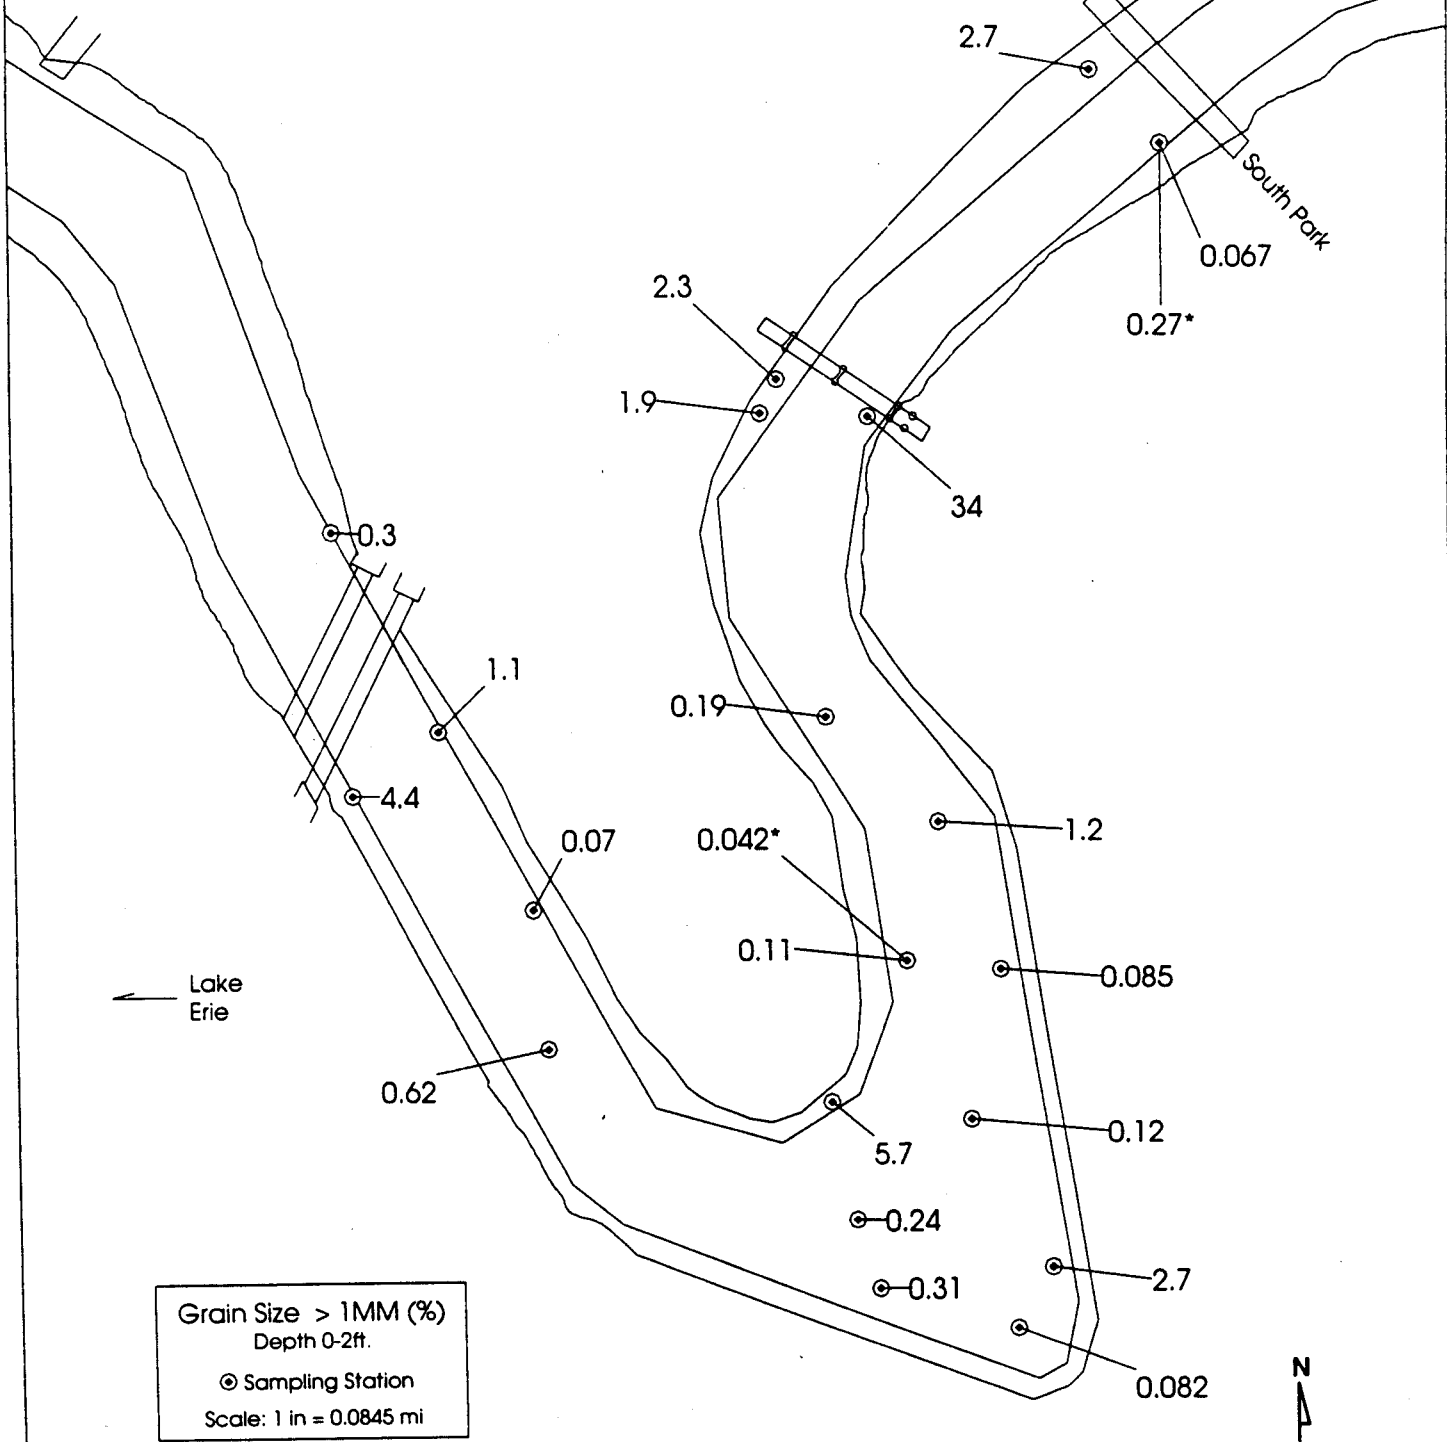 2.7
South Park
0.067
0.27*
2.3
1.9
34
0.3
1.1
0.19
4.4
1.2
0.07
0.042*
0.11
0.085
Lake
Erie
0.62
0.12
5.7
0.24
2.7
0.31
0.082
Grain Size > 1MM (%)
Depth 0-2ft.
Sampling Station
Scale: 1 in = 0.0845 mi
N